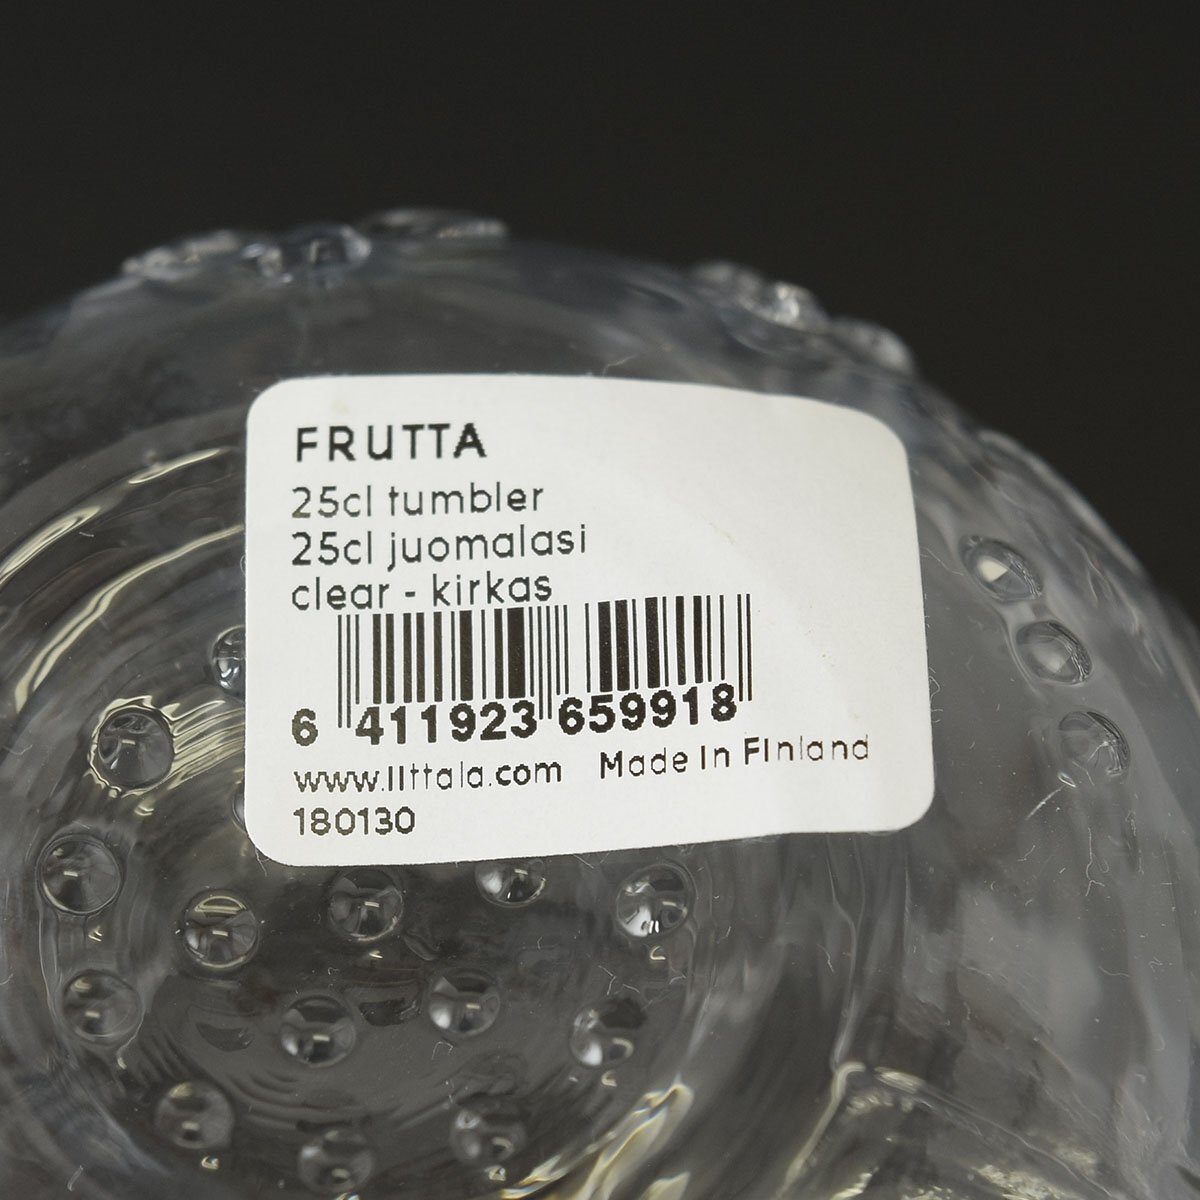 FRUTTA
25cl tumbler
25cl juomalasi
clear - kirkas
6 411923 659918
www.iittala.com Made in Finland
180130